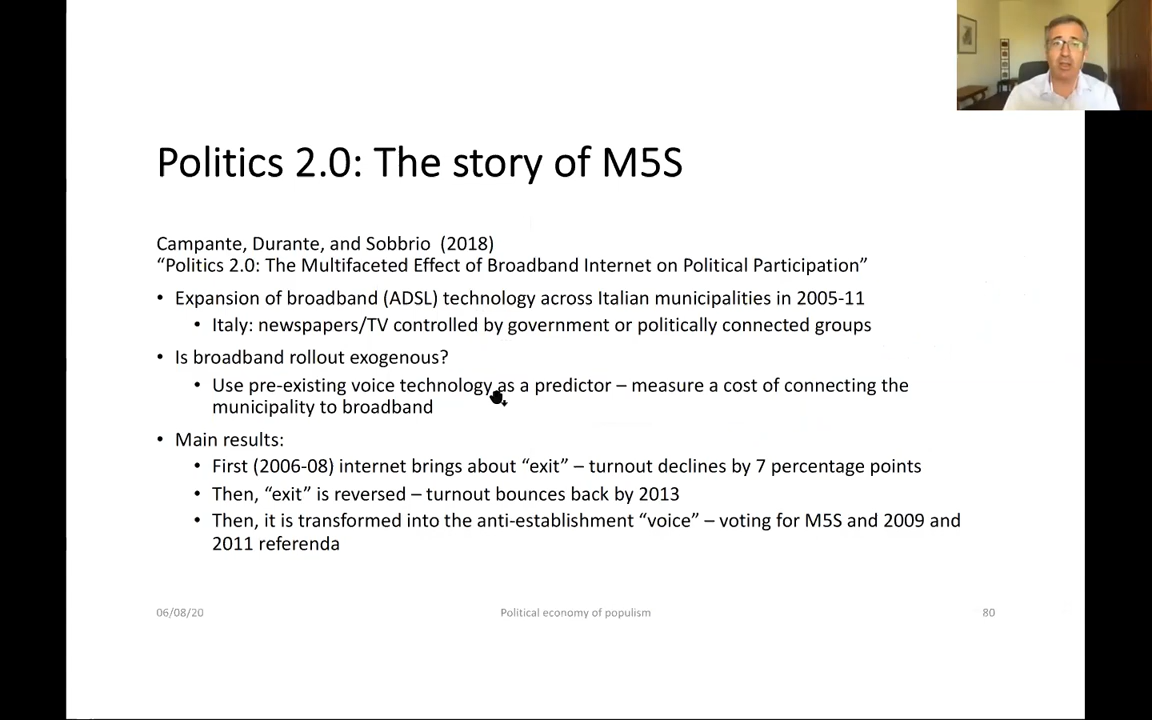 Politics 2.0: The story of M5S
Campante, Durante, and Sobbrio (2018)
“Politics 2.0: The Multifaceted Effect of Broadband Internet on Political Participation”
• Expansion of broadband (ADSL) technology across Italian municipalities in 2005-11
• Italy: newspapers/TV controlled by government or politically connected groups
• Is broadband rollout exogenous?
• Use pre-existing voice technology as a predictor – measure a cost of connecting the
municipality to broadband
• Main results:
• First (2006-08) internet brings about “exit” – turnout declines by 7 percentage points
• Then, “exit” is reversed – turnout bounces back by 2013
• Then, it is transformed into the anti-establishment “voice” – voting for M5S and 2009 and
2011 referenda
06/08/20 Political economy of populism 80